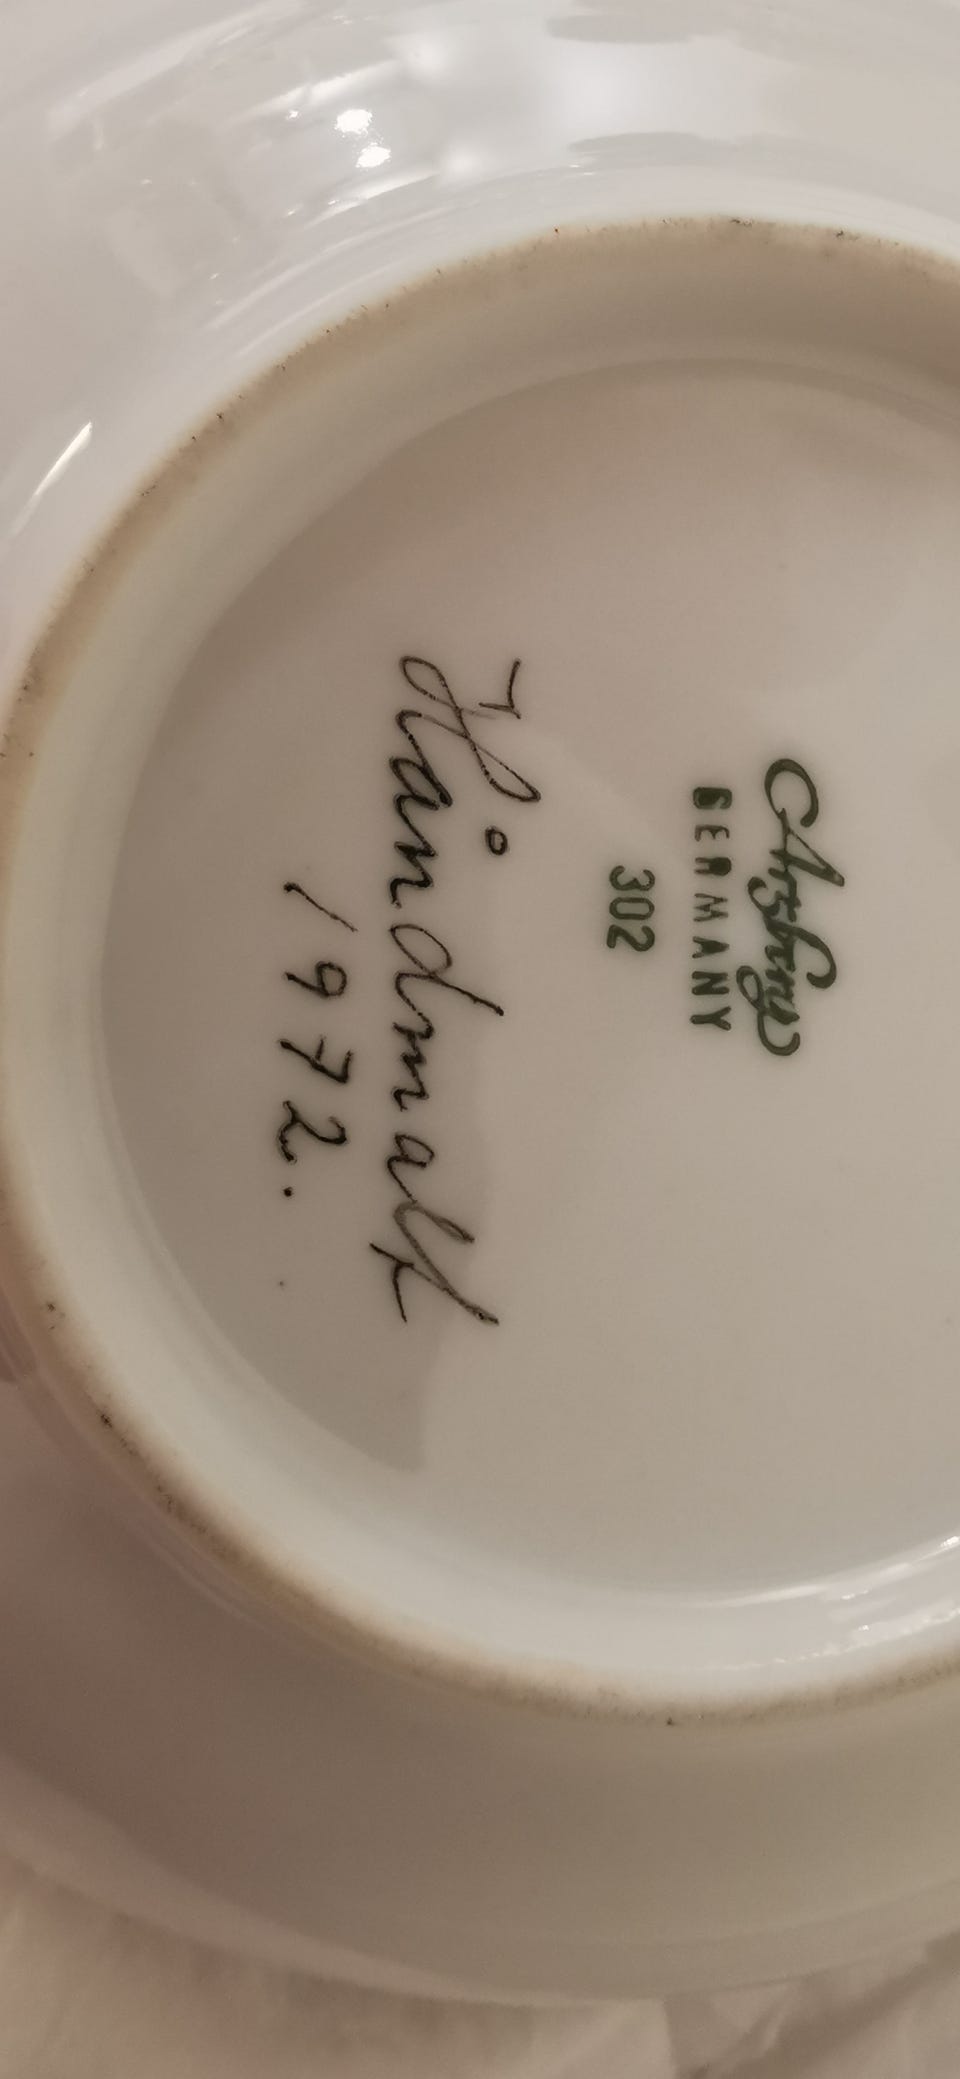 Arzberg
GERMANY
302
Håndmalt
1972.